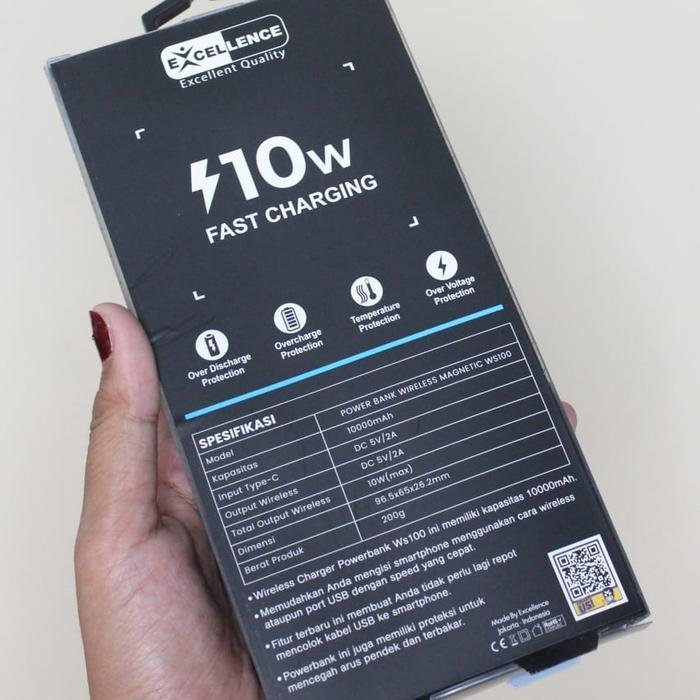 EXCELLENCE
Excellent Quality
10W
FAST CHARGING
Over Discharge
Protection
Overcharge
Protection
Temperature
Protection
Over Voltage
Protection
SPESIFIKASI
Model POWER BANK WIRELESS MAGNETIC WS100
Kapasitas 10000mAh
Input Type-C DC 5V/2A
Output Wireless DC 5V/2A
Total Output Wireless 10W(max)
Dimensi 96.5x65x26.2mm
Berat Produk 200g
•Wireless Charger Powerbank Ws100 ini memiliki kapasitas 10000mAh.
•Memudahkan Anda mengisi smartphone menggunakan cara wireless
ataupun port USB dengan speed yang cepat.
•Fitur terbaru ini membuat Anda tidak perlu lagi repot
mencolok kabel USB ke smartphone.
•Powerbank ini juga memiliki proteksi untuk
mencegah arus pendek dan terbakar.
Made By Excellence
Jakarta - Indonesia
CE RoHS